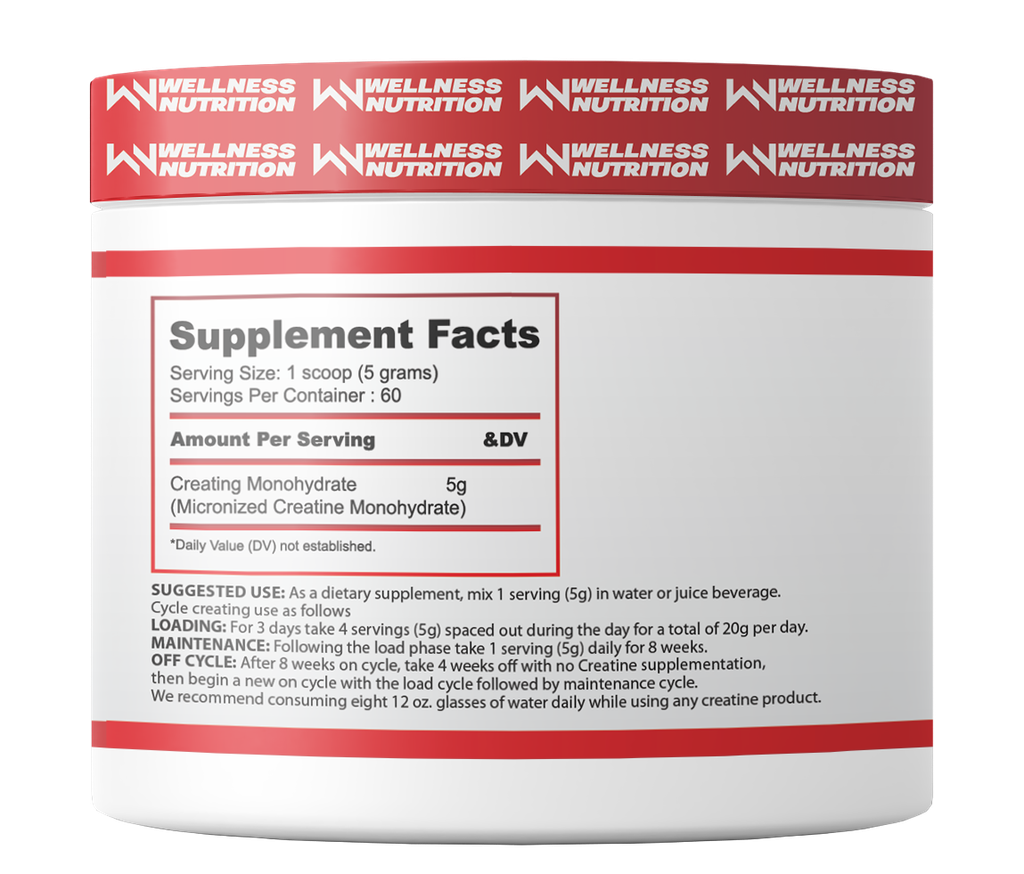 WELLNESS NUTRITION WELLNESS NUTRITION WELLNESS NUTRITION WELLNESS NUTRITION
WELLNESS NUTRITION WELLNESS NUTRITION WELLNESS NUTRITION WELLNESS NUTRITION
Supplement Facts
Serving Size: 1 scoop (5 grams)
Servings Per Container : 60
Amount Per Serving &DV
Creating Monohydrate 5g
(Micronized Creatine Monohydrate)
*Daily Value (DV) not established.
SUGGESTED USE: As a dietary supplement, mix 1 serving (5g) in water or juice beverage.
Cycle creating use as follows
LOADING: For 3 days take 4 servings (5g) spaced out during the day for a total of 20g per day.
MAINTENANCE: Following the load phase take 1 serving (5g) daily for 8 weeks.
OFF CYCLE: After 8 weeks on cycle, take 4 weeks off with no Creatine supplementation,
then begin a new on cycle with the load cycle followed by maintenance cycle.
We recommend consuming eight 12 oz. glasses of water daily while using any creatine product.